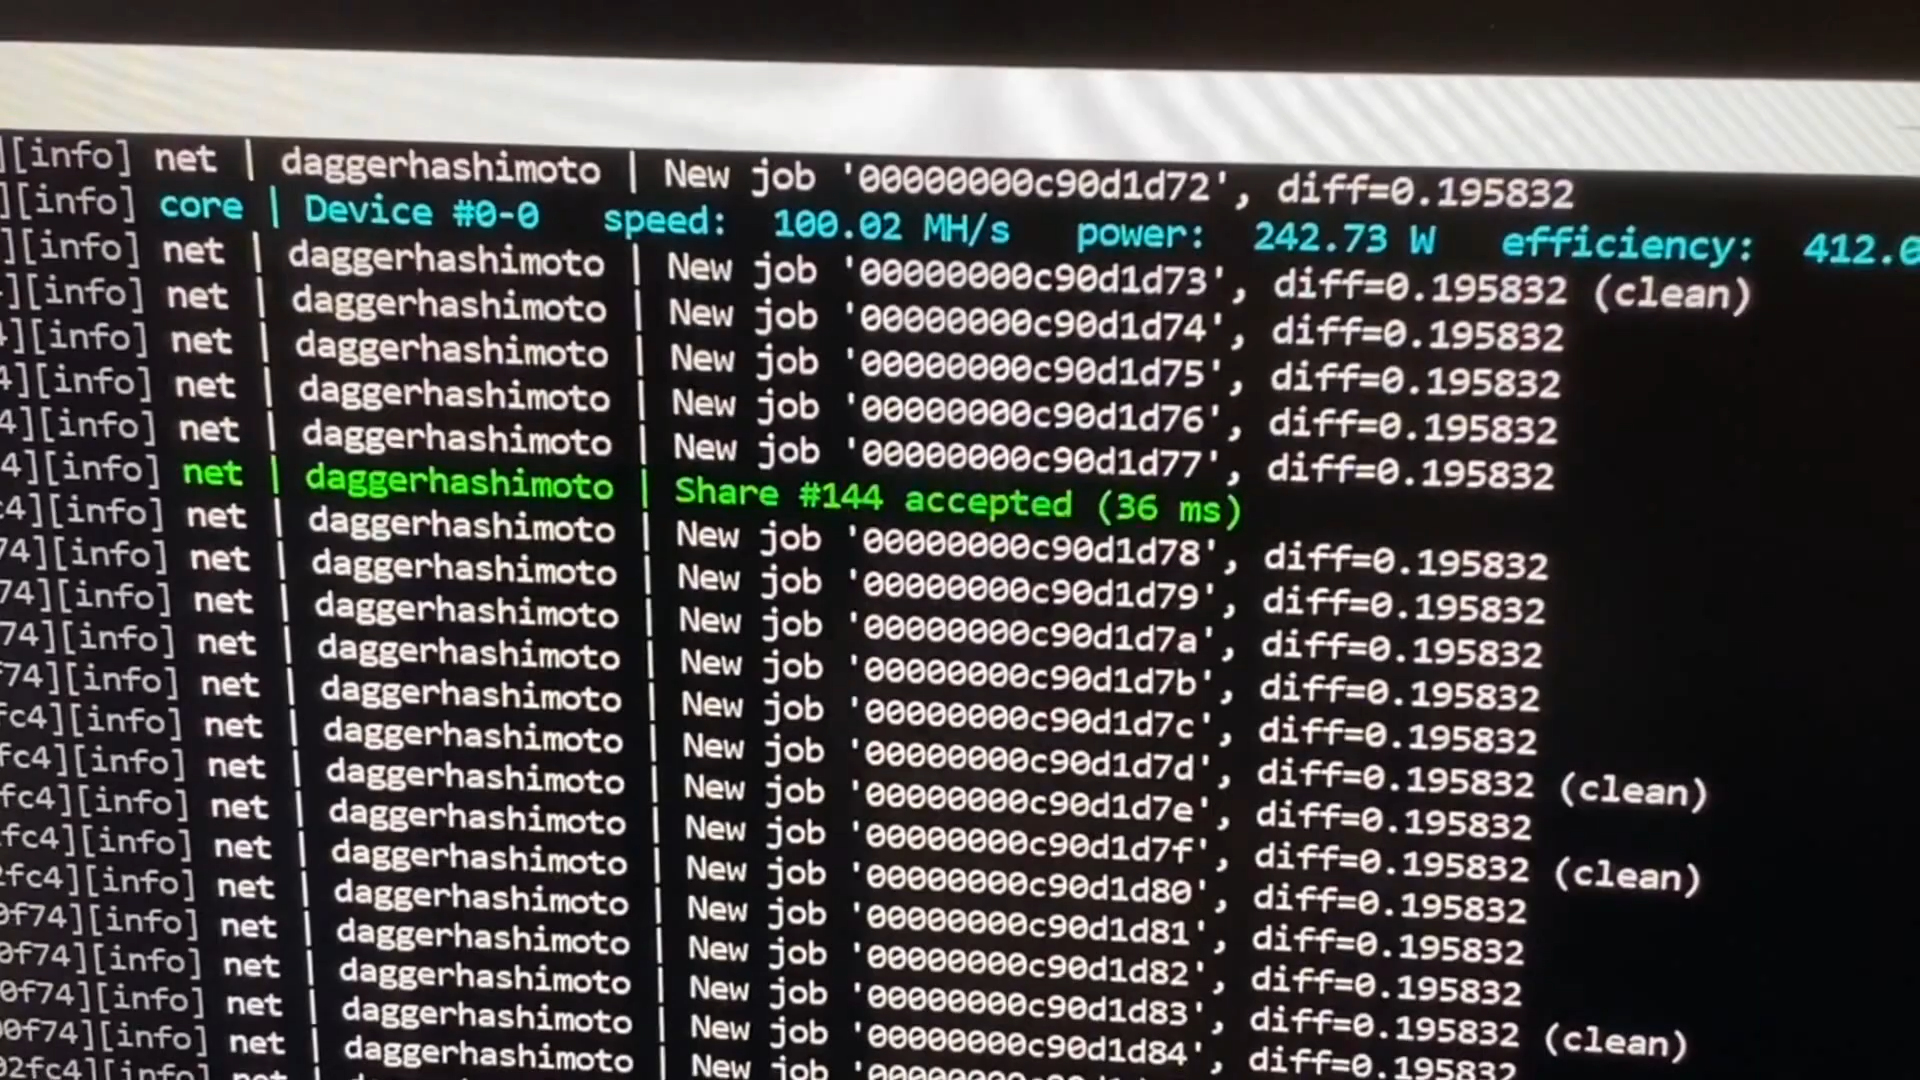 ][info] net | daggerhashimoto | New job '00000000c90d1d72', diff=0.195832
][info] core | Device #0-0 speed: 100.02 MH/s power: 242.73 W efficiency: 412.0
][info] net | daggerhashimoto | New job '00000000c90d1d73', diff=0.195832 (clean)
][info] net | daggerhashimoto | New job '00000000c90d1d74', diff=0.195832
4][info] net | daggerhashimoto | New job '00000000c90d1d75', diff=0.195832
4][info] net | daggerhashimoto | New job '00000000c90d1d76', diff=0.195832
4][info] net | daggerhashimoto | New job '00000000c90d1d77', diff=0.195832
4][info] net | daggerhashimoto | Share #144 accepted (36 ms)
c4][info] net | daggerhashimoto | New job '00000000c90d1d78', diff=0.195832
74][info] net | daggerhashimoto | New job '00000000c90d1d79', diff=0.195832
74][info] net | daggerhashimoto | New job '00000000c90d1d7a', diff=0.195832
74][info] net | daggerhashimoto | New job '00000000c90d1d7b', diff=0.195832
f74][info] net | daggerhashimoto | New job '00000000c90d1d7c', diff=0.195832
fc4][info] net | daggerhashimoto | New job '00000000c90d1d7d', diff=0.195832 (clean)
fc4][info] net | daggerhashimoto | New job '00000000c90d1d7e', diff=0.195832
fc4][info] net | daggerhashimoto | New job '00000000c90d1d7f', diff=0.195832 (clean)
fc4][info] net | daggerhashimoto | New job '00000000c90d1d80', diff=0.195832
2fc4][info] net | daggerhashimoto | New job '00000000c90d1d81', diff=0.195832
0f74][info] net | daggerhashimoto | New job '00000000c90d1d82', diff=0.195832
0f74][info] net | daggerhashimoto | New job '00000000c90d1d83', diff=0.195832 (clean)
0f74][info] net | daggerhashimoto | New job '00000000c90d1d84', diff=0.195832
00f74][info] net | daggerhashimoto | New job
02fc4][info] net